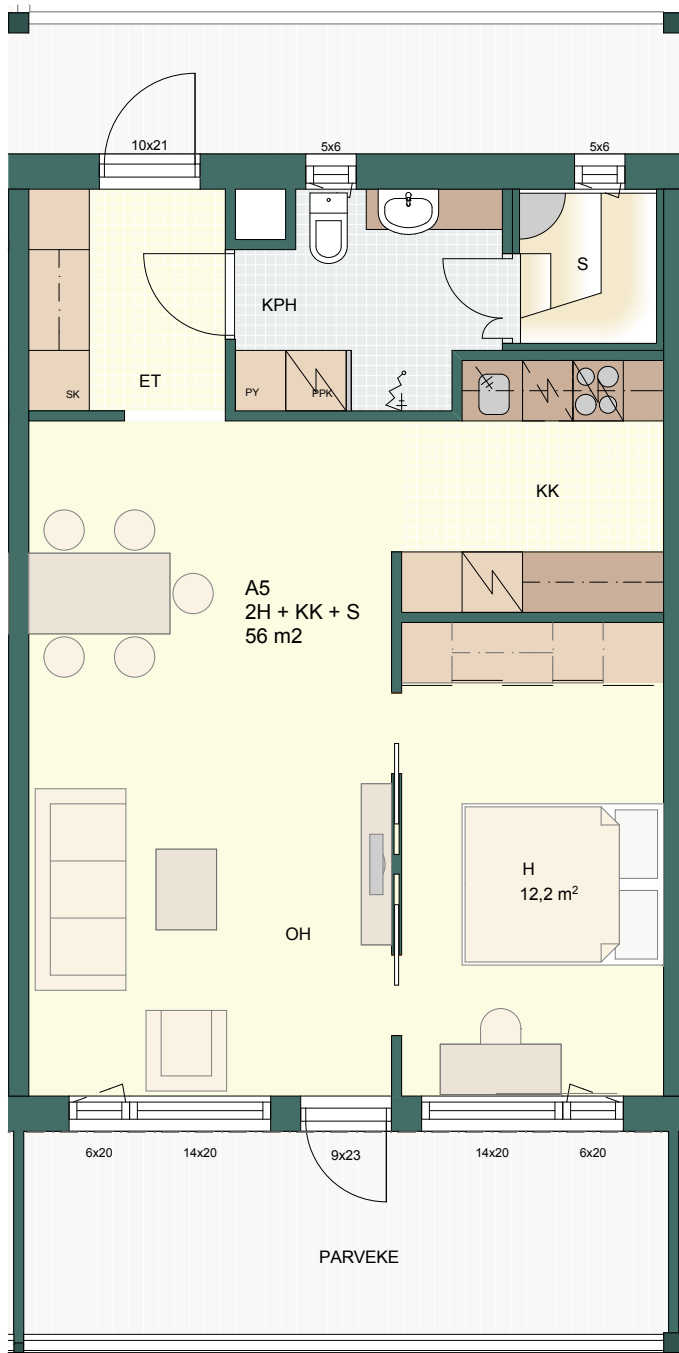 10x21
5x6
5x6
S
KPH
ET
SK
PY
PPK
KK
A5
2H + KK + S
56 m2
H
12,2 m²
OH
6x20
14x20
9x23
14x20
6x20
PARVEKE